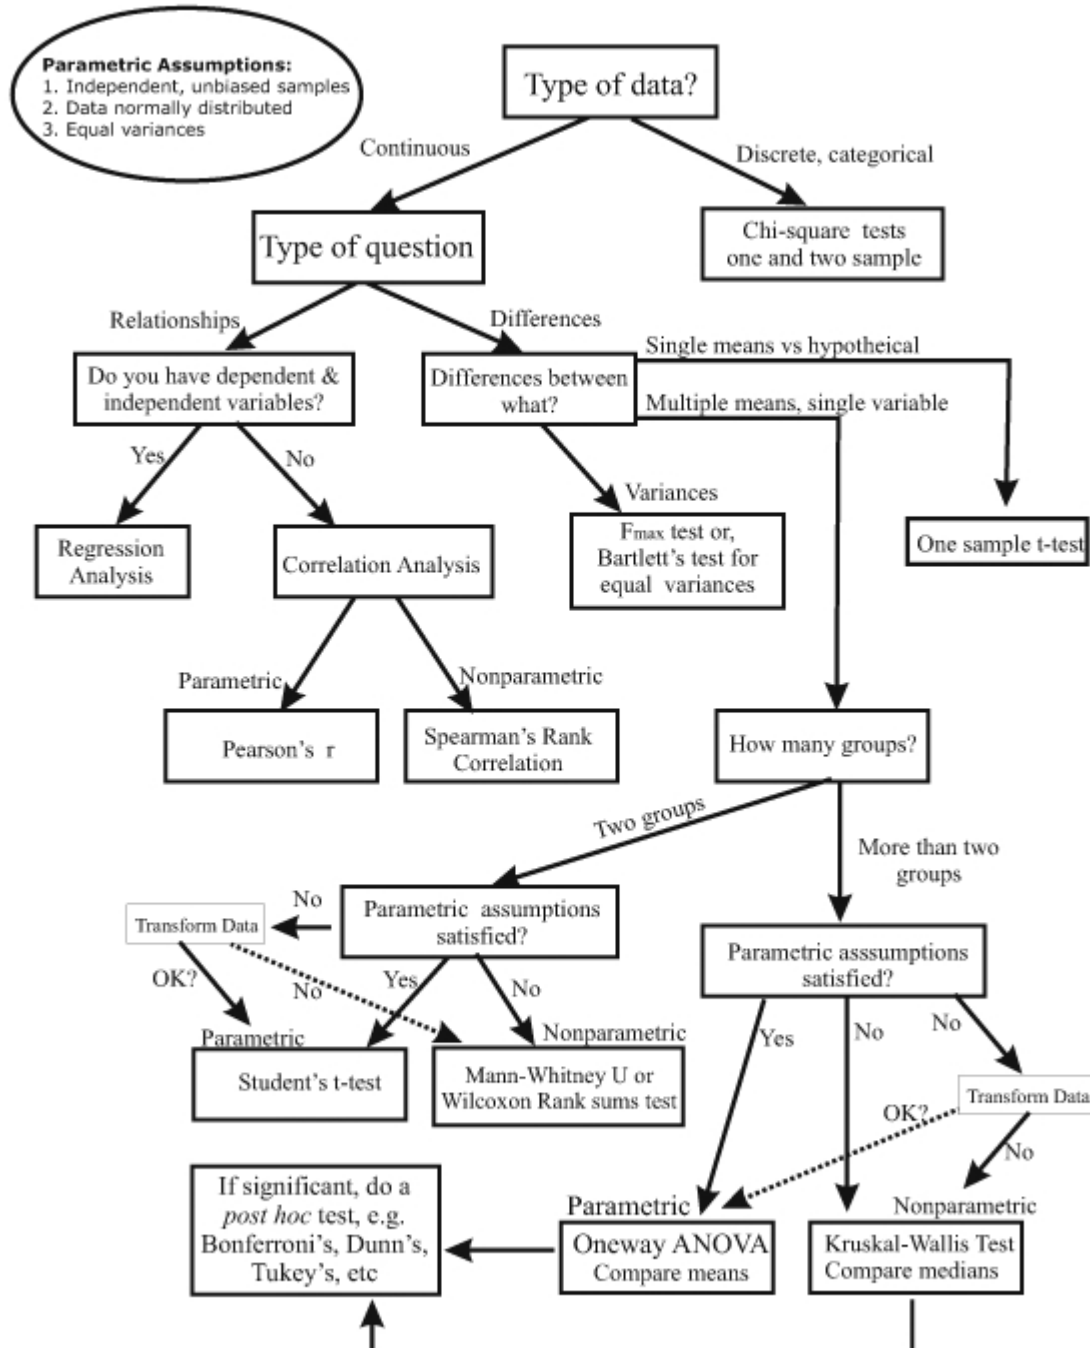 Parametric Assumptions:
1. Independent, unbiased samples
2. Data normally distributed
3. Equal variances
Type of data?
Continuous
Discrete, categorical
Type of question
Chi-square tests
one and two sample
Relationships
Differences
Do you have dependent &
independent variables?
Differences between
what?
Single means vs hypotheical
Multiple means, single variable
Yes
No
Variances
Regression
Analysis
Correlation Analysis
Fmax test or,
Bartlett's test for
equal variances
One sample t-test
Parametric
Nonparametric
Pearson's r
Spearman's Rank
Correlation
How many groups?
Two groups
More than two
groups
No
Transform Data
Parametric assumptions
satisfied?
Parametric asssumptions
satisfied?
OK?
No
Yes
No
Parametric
Nonparametric
Student's t-test
Mann-Whitney U or
Wilcoxon Rank sums test
Yes
No
No
Transform Data
OK?
No
If significant, do a
post hoc test, e.g.
Bonferroni's, Dunn's,
Tukey's, etc
Parametric
Oneway ANOVA
Compare means
Nonparametric
Kruskal-Wallis Test
Compare medians